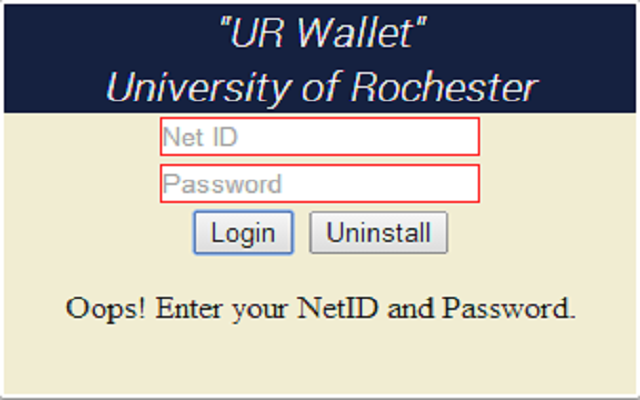 "UR Wallet"
University of Rochester
Net ID
Password
Login Uninstall
Oops! Enter your NetID and Password.